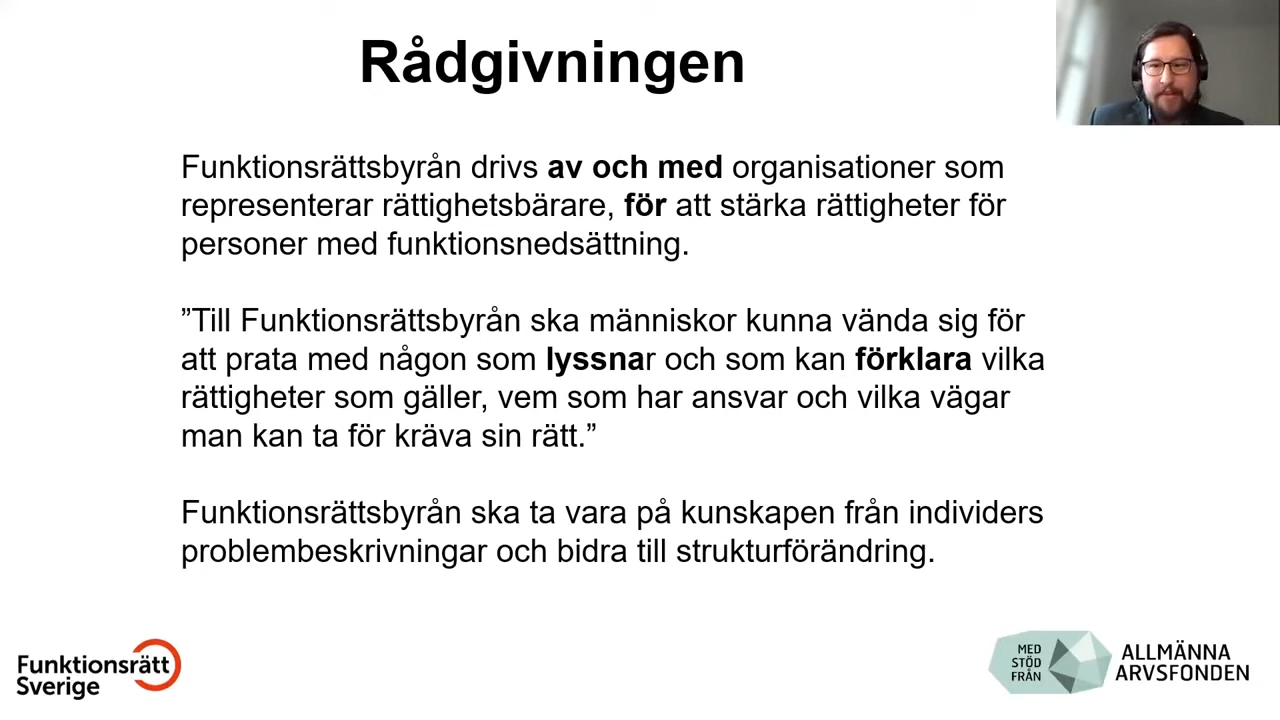 Rådgivningen
Funktionsrättsbyrån drivs av och med organisationer som
representerar rättighetsbärare, för att stärka rättigheter för
personer med funktionsnedsättning.
”Till Funktionsrättsbyrån ska människor kunna vända sig för
att prata med någon som lyssnar och som kan förklara vilka
rättigheter som gäller, vem som har ansvar och vilka vägar
man kan ta för kräva sin rätt.”
Funktionsrättsbyrån ska ta vara på kunskapen från individers
problembeskrivningar och bidra till strukturförändring.
Funktionsrätt
Sverige
MED
STÖD
FRÅN
ALLMÄNNA
ARVSFONDEN